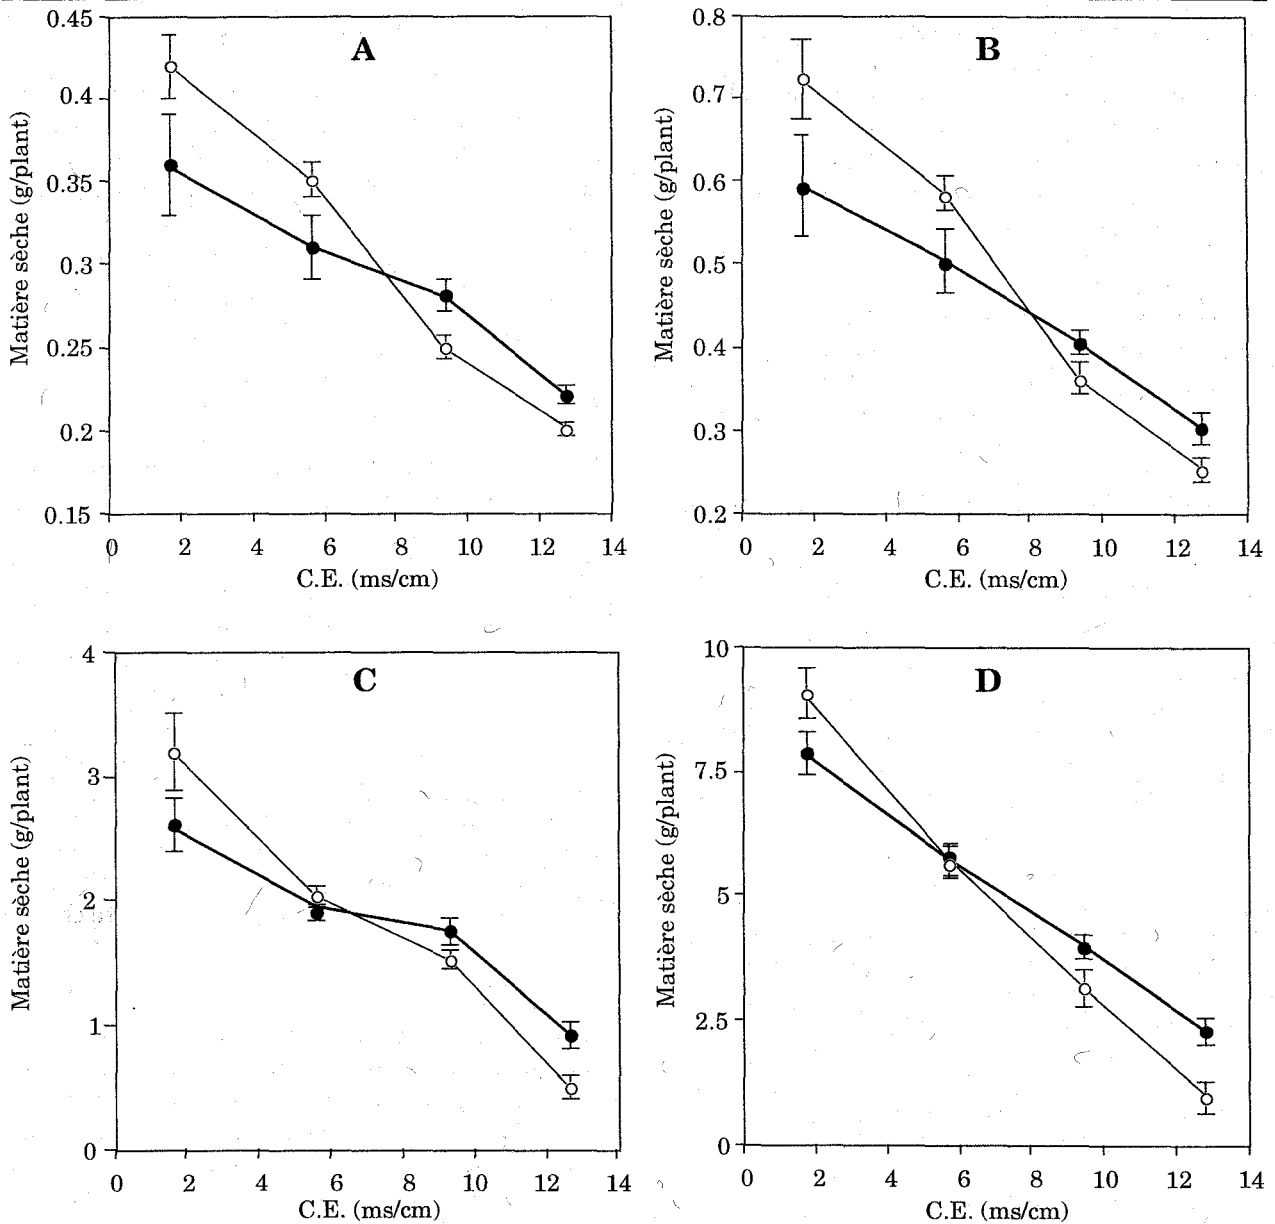 A
0.45
0.4
0.35
0.3
0.25
0.2
0.15
Matière sèche (g/plant)
0 2 4 6 8 10 12 14
C.E. (ms/cm)
B
0.8
0.7
0.6
0.5
0.4
0.3
0.2
Matière sèche (g/plant)
0 2 4 6 8 10 12 14
C.E. (ms/cm)
C
4
3
2
1
0
Matière sèche (g/plant)
0 2 4 6 8 10 12 14
C.E. (ms/cm)
D
10
7.5
5
2.5
0
Matière sèche (g/plant)
0 2 4 6 8 10 12 14
C.E. (ms/cm)